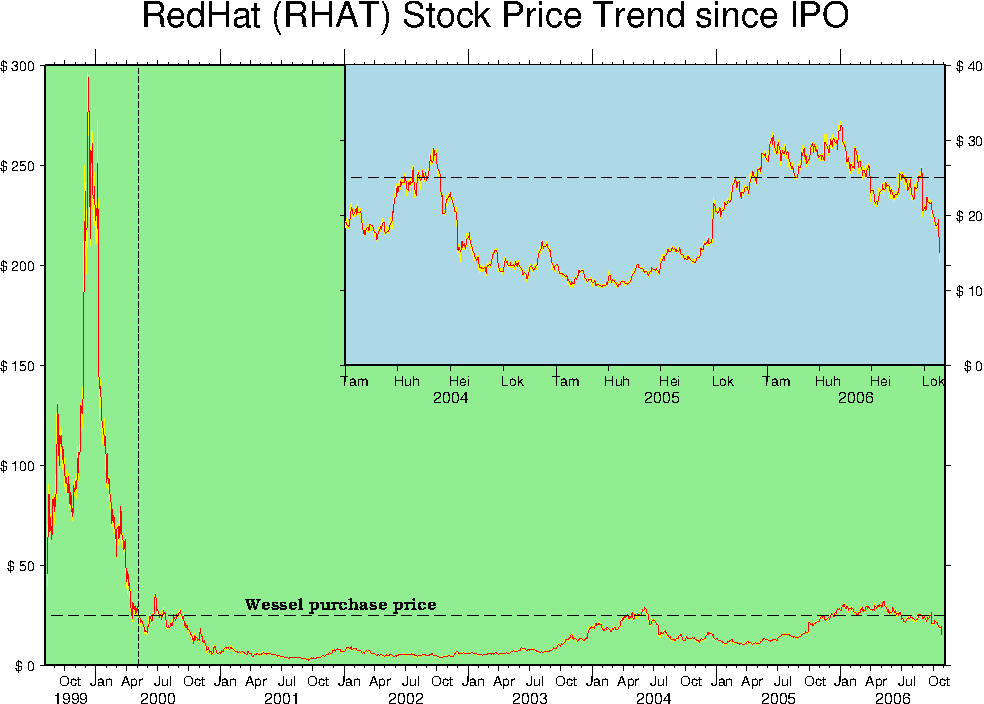 RedHat (RHAT) Stock Price Trend since IPO
$ 300
$ 250
$ 200
$ 150
$ 100
$ 50
$ 0
$ 40
$ 30
$ 20
$ 10
$ 0
Tam Huh Hei Lok Tam Huh Hei Lok Tam Huh Hei Lok
2004 2005 2006
Wessel purchase price
Oct Jan Apr Jul Oct Jan Apr Jul Oct Jan Apr Jul Oct Jan Apr Jul Oct Jan Apr Jul Oct Jan Apr Jul Oct Jan Apr Jul Oct
1999 2000 2001 2002 2003 2004 2005 2006